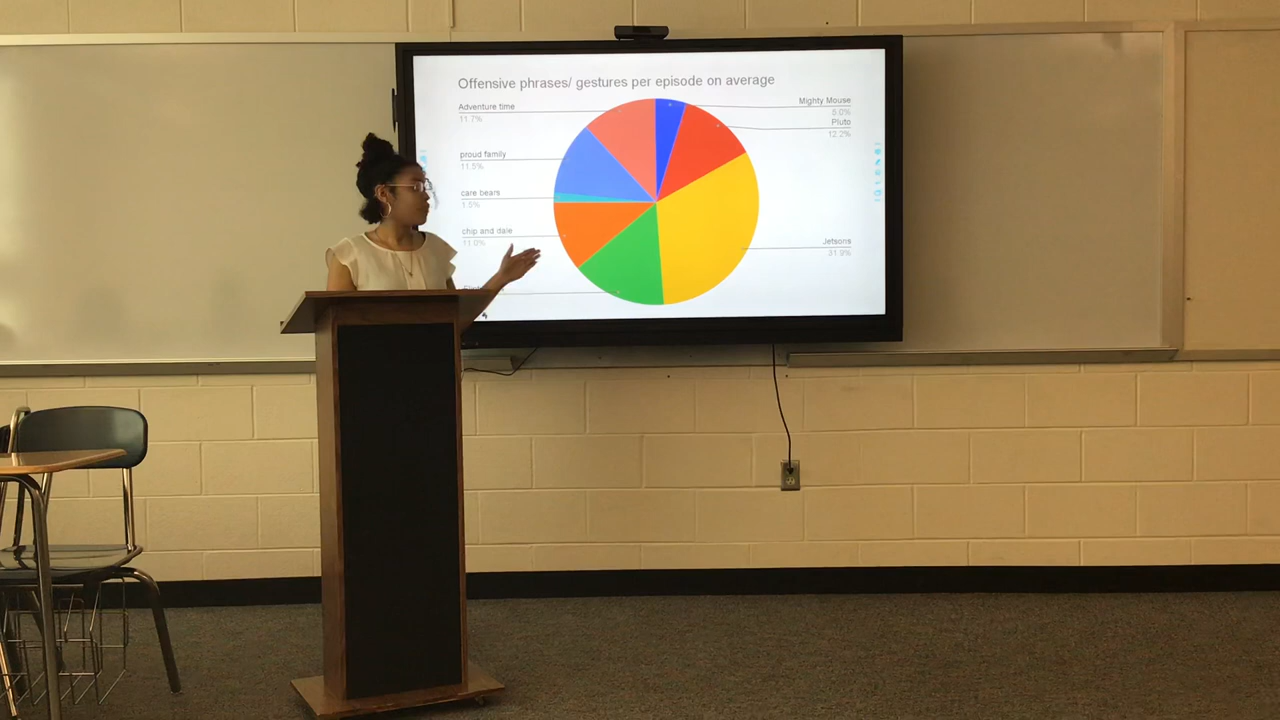 Offensive phrases/ gestures per episode on average
Adventure time
11.7%
proud family
11.5%
care bears
1.5%
chip and dale
11.0%
Mighty Mouse
5.0%
Pluto
12.2%
Jetsons
31.9%